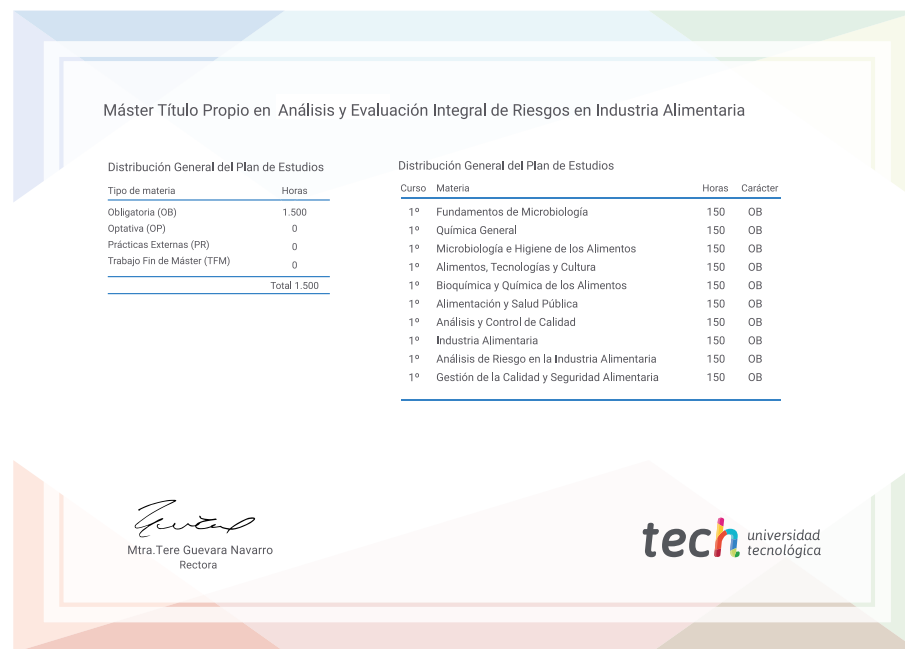 Máster Título Propio en Análisis y Evaluación Integral de Riesgos en Industria Alimentaria
Distribución General del Plan de Estudios
Tipo de materia Horas
Obligatoria (OB) 1.500
Optativa (OP) 0
Prácticas Externas (PR) 0
Trabajo Fin de Máster (TFM) 0
Total 1.500
Distribución General del Plan de Estudios
Curso Materia Horas Carácter
1º Fundamentos de Microbiología 150 OB
1º Química General 150 OB
1º Microbiología e Higiene de los Alimentos 150 OB
1º Alimentos, Tecnologías y Cultura 150 OB
1º Bioquímica y Química de los Alimentos 150 OB
1º Alimentación y Salud Pública 150 OB
1º Análisis y Control de Calidad 150 OB
1º Industria Alimentaria 150 OB
1º Análisis de Riesgo en la Industria Alimentaria 150 OB
1º Gestión de la Calidad y Seguridad Alimentaria 150 OB
Mtra.Tere Guevara Navarro
Rectora
tech universidad
tecnológica